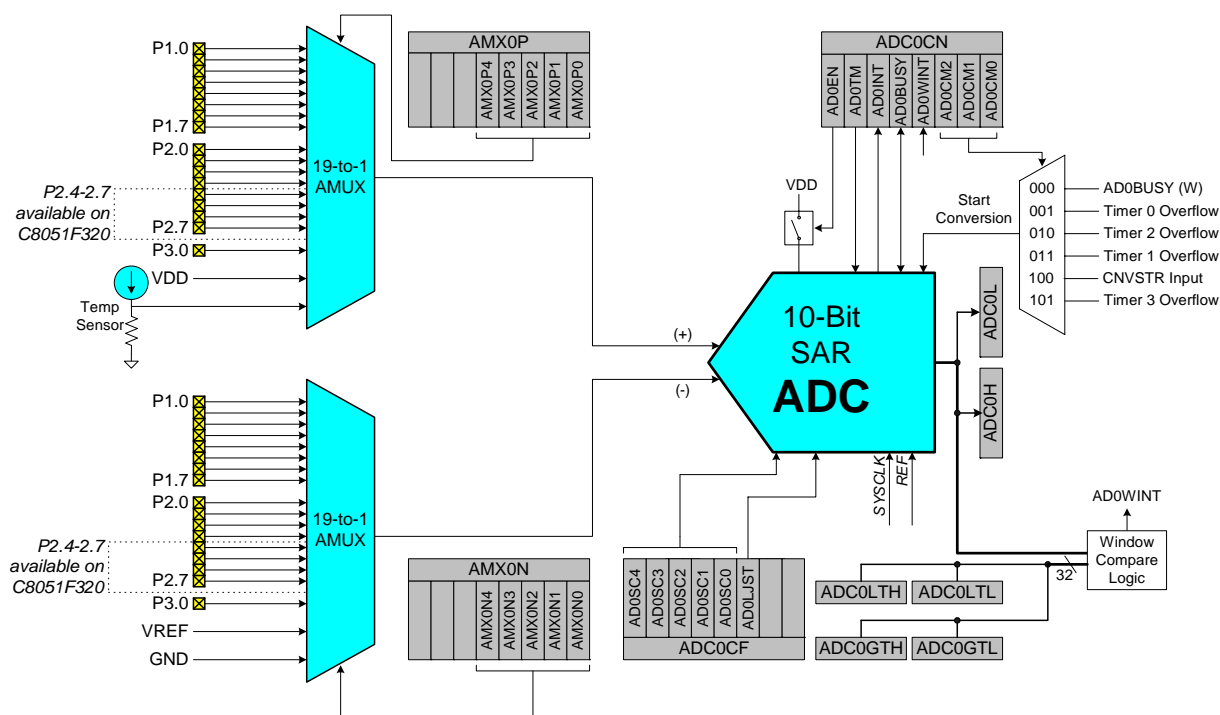 AMX0P
AMX0P4
AMX0P3
AMX0P2
AMX0P1
AMX0P0
ADC0CN
AD0EN
AD0TM
AD0INT
AD0BUSY
AD0WINT
AD0CM2
AD0CM1
AD0CM0
P1.0
P1.7
P2.0
P2.4-2.7
available on
C8051F320
P2.7
P3.0
VDD
Temp
Sensor
19-to-1
AMUX
VDD
Start
Conversion
000
001
010
011
100
101
AD0BUSY (W)
Timer 0 Overflow
Timer 2 Overflow
Timer 1 Overflow
CNVSTR Input
Timer 3 Overflow
(+)
(-)
10-Bit
SAR
ADC
ADC0L
ADC0H
SYSCLK
REF
P1.0
P1.7
P2.0
P2.4-2.7
available on
C8051F320
P2.7
P3.0
VREF
GND
19-to-1
AMUX
AMX0N
AMX0N4
AMX0N3
AMX0N2
AMX0N1
AMX0N0
AD0SC4
AD0SC3
AD0SC2
AD0SC1
AD0SC0
AD0LJST
ADC0CF
AD0WINT
Window
Compare
Logic
32
ADC0LTH
ADC0LTL
ADC0GTH
ADC0GTL